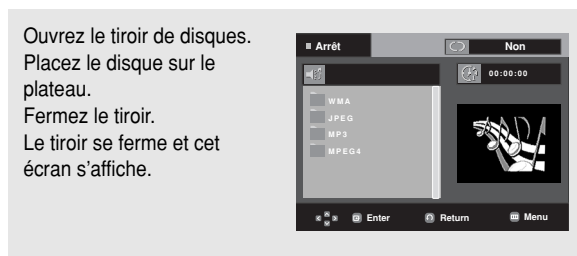 Ouvrez le tiroir de disques.
Placez le disque sur le
plateau.
Fermez le tiroir.
Le tiroir se ferme et cet
écran s’affiche.
Arrêt
Non
00:00:00
WMA
JPEG
MP3
MPEG4
Enter
Return
Menu